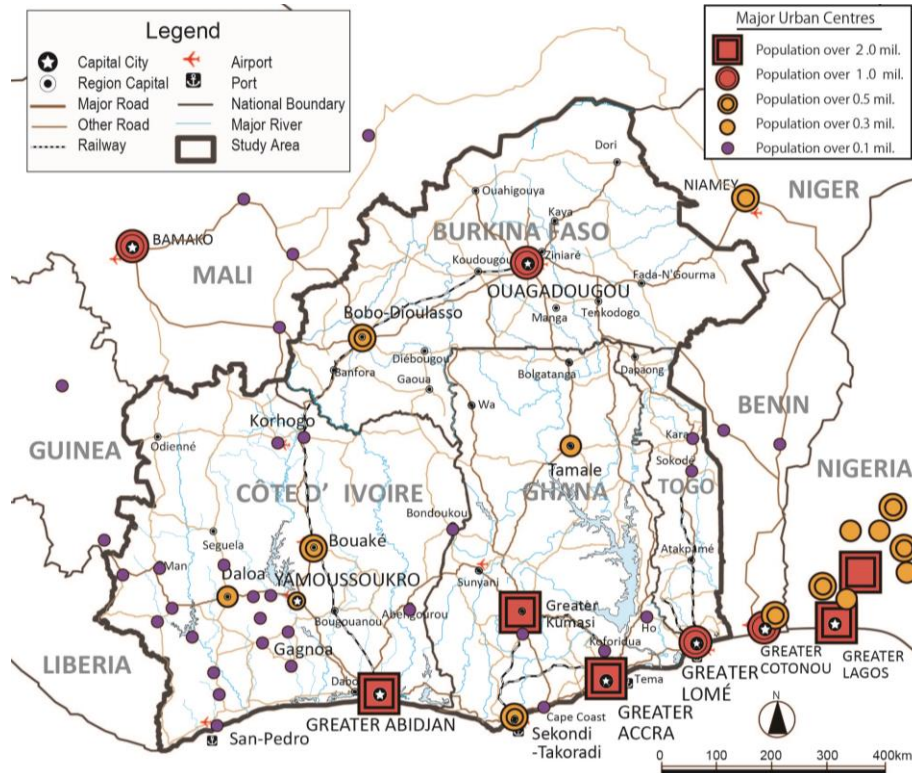 Legend
Capital City
Airport
Region Capital
Port
Major Road
National Boundary
Other Road
Major River
Railway
Study Area
Major Urban Centres
Population over 2.0 mil.
Population over 1.0 mil.
Population over 0.5 mil.
Population over 0.3 mil.
Population over 0.1 mil.
Dori
NIAMEY
NIGER
Ouahigouya
Kaya
BAMAKO
BURKINA FASO
Ziniaré
MALI
Koudougou
Fada-N'Gourma
OUAGADOUGOU
Bobo-Dioulasso
Manga
Tenkodogo
Diébougou
Banfora
Bolgatanga
Dapaong
Gaoua
Wa
BENIN
Korhogo
Kara
GUINEA
Odienné
Tamale
Sokodé
NIGERIA
CÔTE D' IVOIRE
GHANA
TOGO
Bondoukou
Seguela
Bouaké
Atakpamé
Man
Daloa
YAMOUSSOUKRO
Sunyani
Greater
Kumasi
Bougouanou
Abengourou
Ho
Gagnoa
Koforidua
LIBERIA
GREATER
COTONOU
GREATER
LAGOS
GREATER
LOMÉ
Dabou
Tema
GREATER ABIDJAN
Cape Coast
GREATER
ACCRA
San-Pedro
Sekondi
-Takoradi
N
0 100 200 300 400km